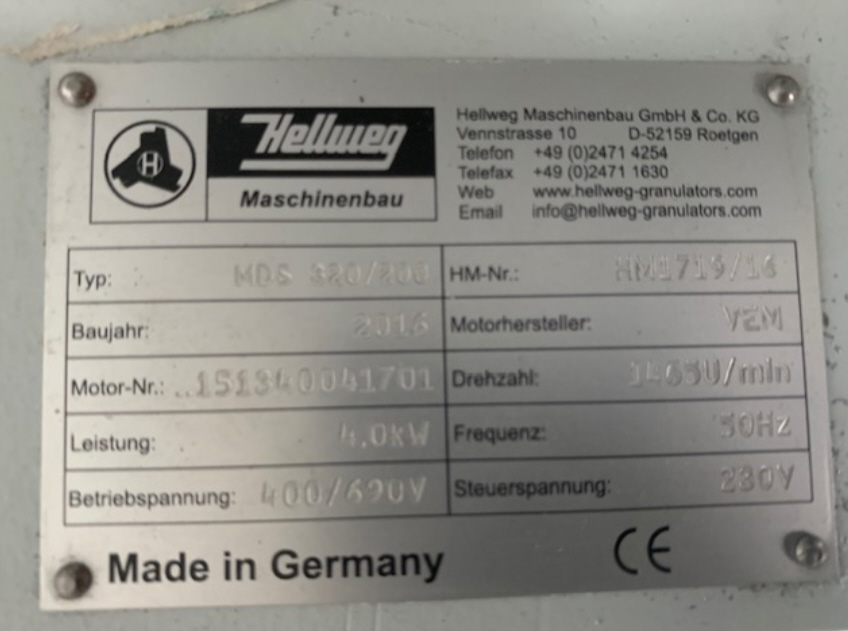 Hellweg
Maschinenbau
H
Hellweg Maschinenbau GmbH & Co. KG
Vennstrasse 10 D-52159 Roetgen
Telefon +49 (0)2471 4254
Telefax +49 (0)2471 1630
Web www.hellweg-granulators.com
Email info@hellweg-granulators.com
Typ: MDS 320/200 HM-Nr.: HM1719/16
Baujahr: 2016 Motorhersteller: VEM
Motor-Nr.: Drehzahl:
Leistung: 4.0kW Frequenz: 50Hz
Betriebspannung: 400/690V Steuerspannung: 230V
Made in Germany CE